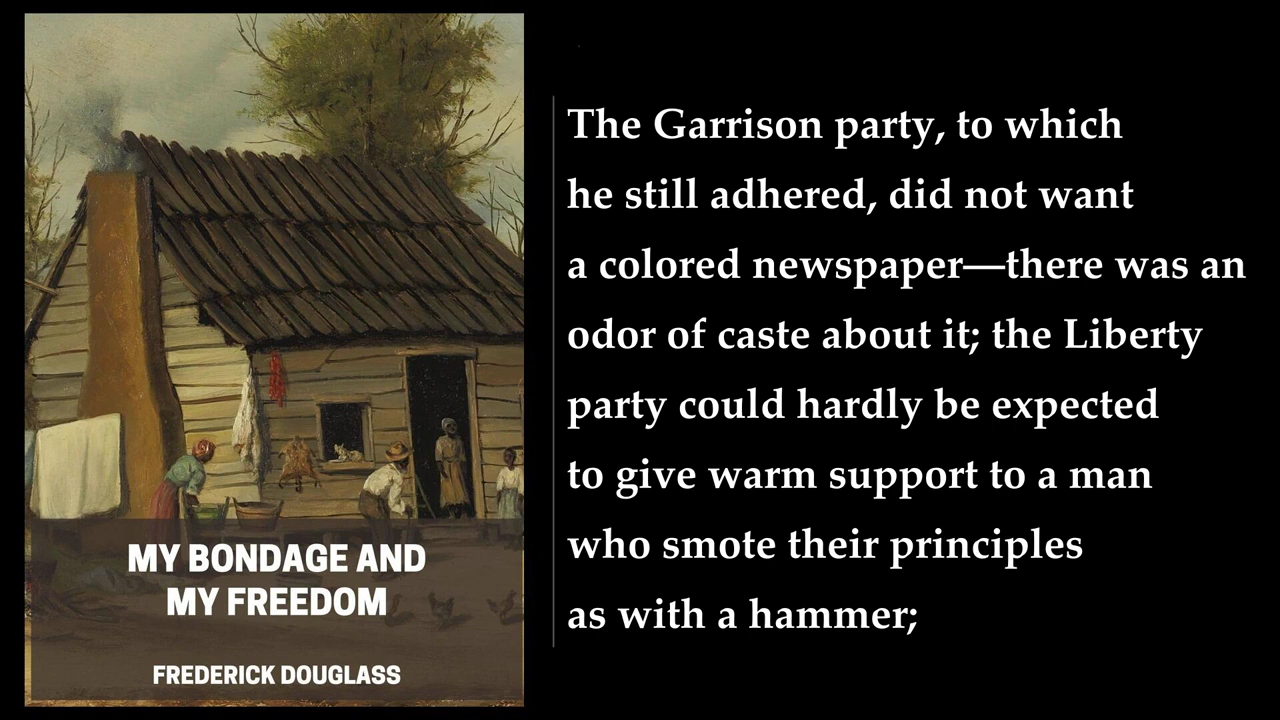 MY BONDAGE AND
MY FREEDOM
FREDERICK DOUGLASS
The Garrison party, to which
he still adhered, did not want
a colored newspaper—there was an
odor of caste about it; the Liberty
party could hardly be expected
to give warm support to a man
who smote their principles
as with a hammer;